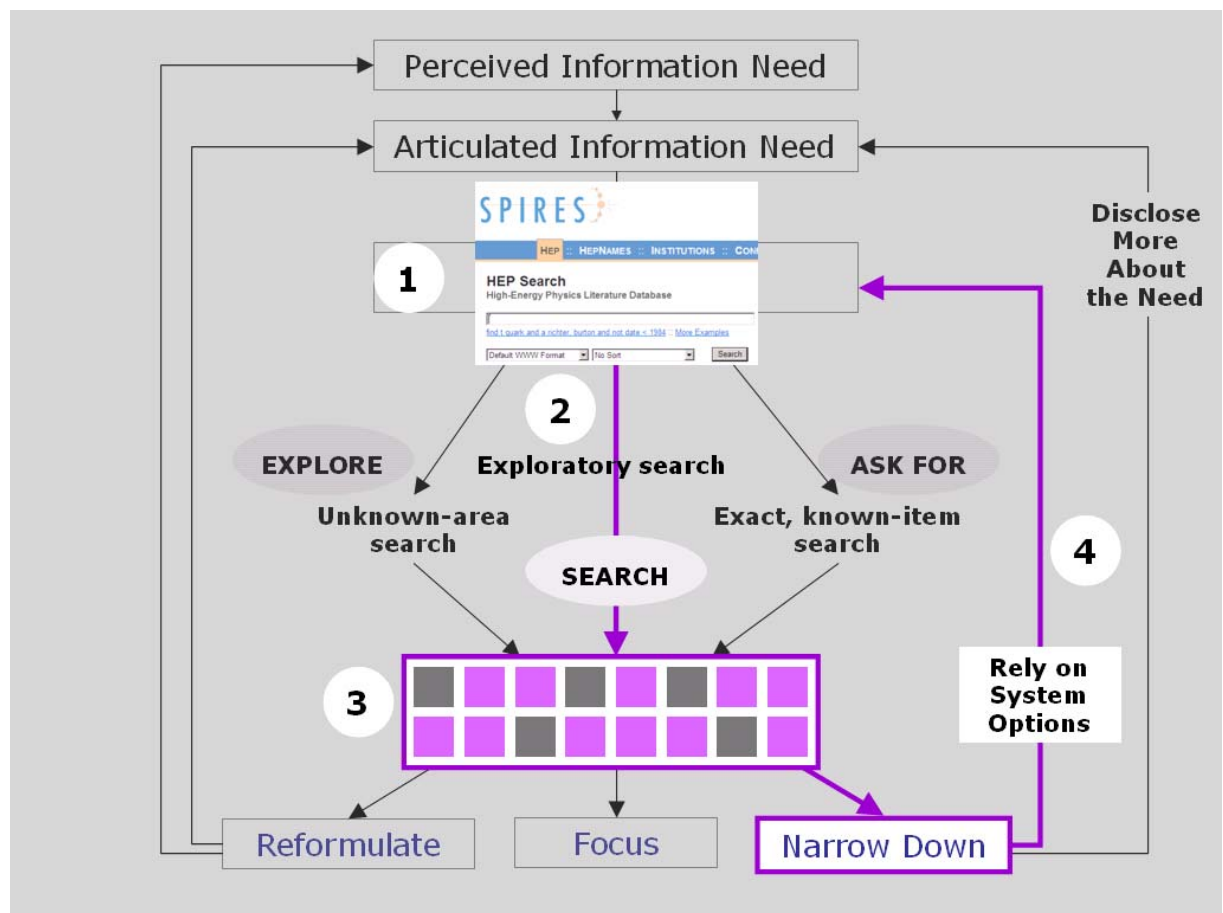 Perceived Information Need
Articulated Information Need
SPIRES
HEP :: HEPNAMES :: INSTITUTIONS :: CON
1
HEP Search
High-Energy Physics Literature Database
find t quark and a richter, burton and not date < 1984 :: More Examples
Default WWW Format
No Sort
Search
Disclose
More
About
the Need
2
EXPLORE
Exploratory search
ASK FOR
Unknown-area
search
Exact, known-item
search
SEARCH
4
3
Rely on
System
Options
Reformulate
Focus
Narrow Down